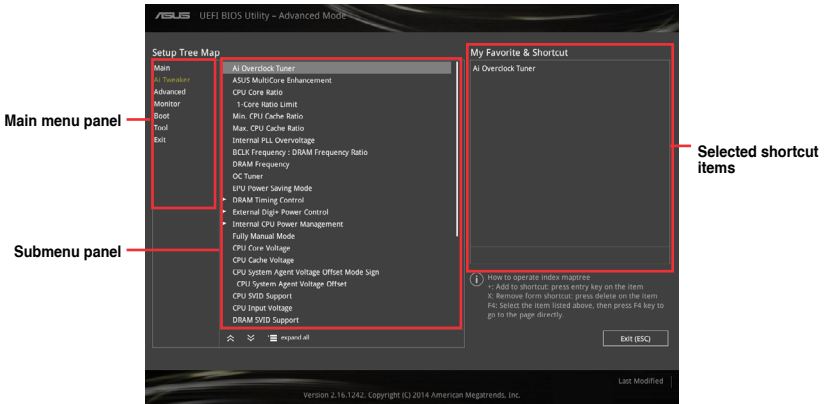 ASUS UEFI BIOS Utility – Advanced Mode
Setup Tree Map
Main
Ai Tweaker
Advanced
Monitor
Boot
Tool
Exit
Ai Overclock Tuner
ASUS MultiCore Enhancement
CPU Core Ratio
1-Core Ratio Limit
Min. CPU Cache Ratio
Max. CPU Cache Ratio
Internal PLL Overvoltage
BCLK Frequency : DRAM Frequency Ratio
DRAM Frequency
OC Tuner
EPU Power Saving Mode
DRAM Timing Control
External Digi+ Power Control
Internal CPU Power Management
Fully Manual Mode
CPU Core Voltage
CPU Cache Voltage
CPU System Agent Voltage Offset Mode Sign
CPU System Agent Voltage Offset
CPU SVID Support
CPU Input Voltage
DRAM SVID Support
expand all
My Favorite & Shortcut
Ai Overclock Tuner
How to operate index maptree
+: Add to shortcut: press entry key on the item
X: Remove form shortcut: press delete on the item
F4: Select the item listed above, then press F4 key to
go to the page directly.
Exit (ESC)
Last Modified
Version 2.16.1242. Copyright (C) 2014 American Megatrends, Inc.
Main menu panel
Submenu panel
Selected shortcut
items